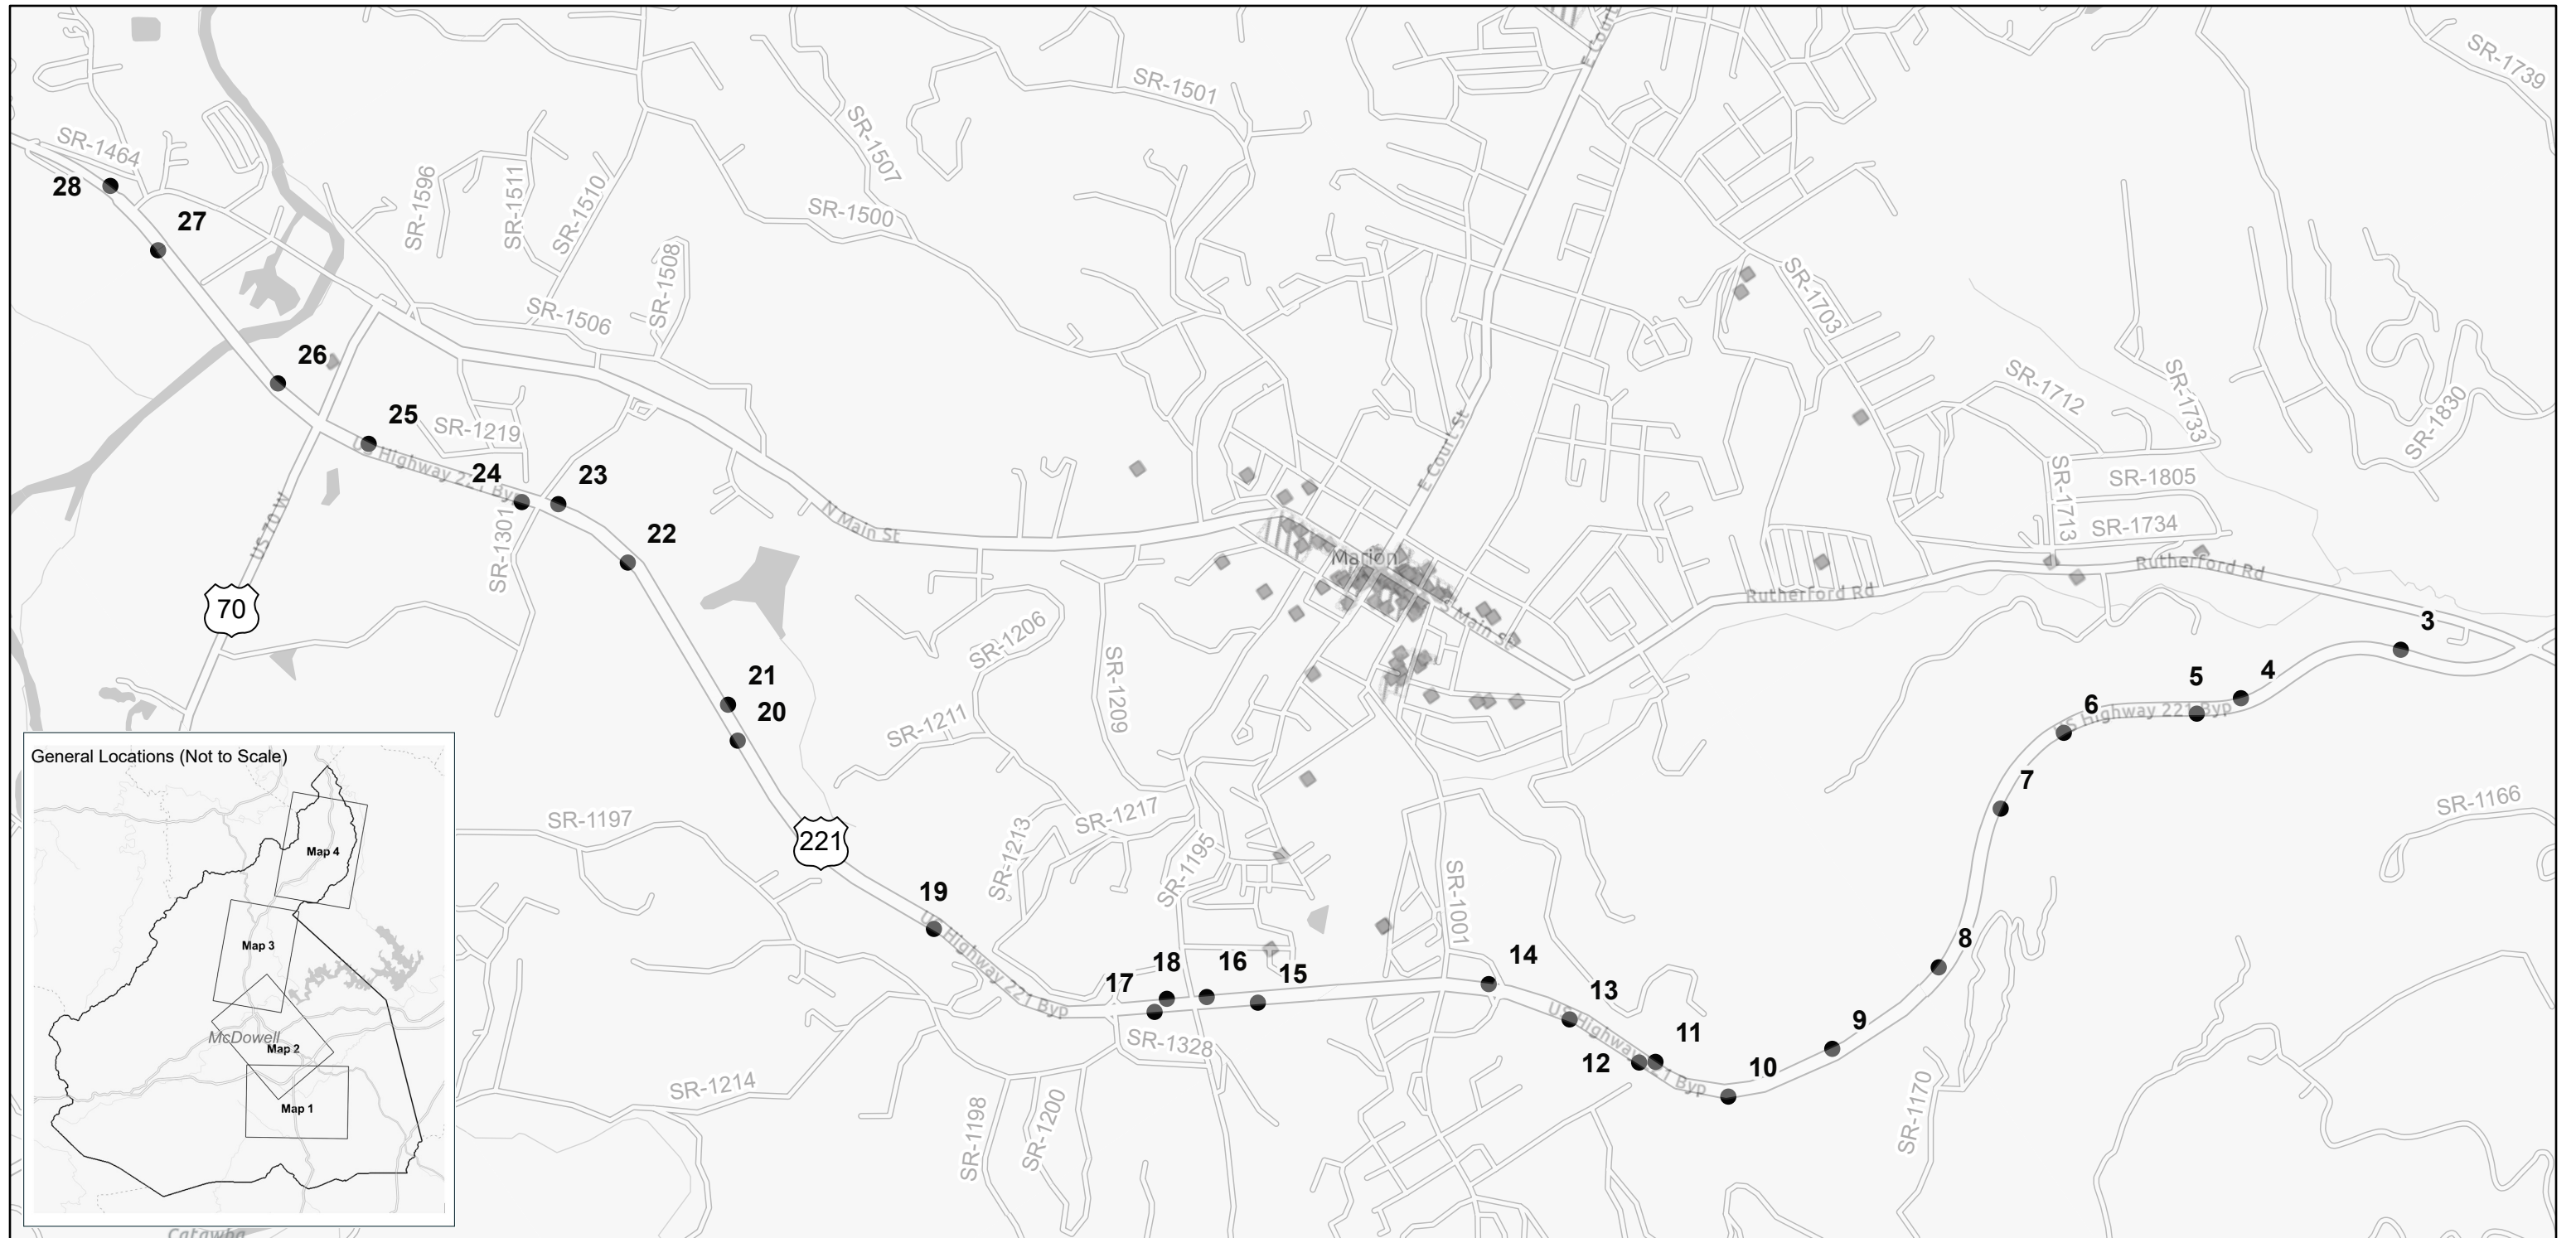 SR-1739
E Court
SR-1501
SR-1464
SR-1507
28
SR-1596
SR-1511
SR-1510
27
SR-1500
SR-1508
SR-1703
SR-1506
26
SR-1712
SR-1733
SR-1830
25
SR-1219
E Court St
US Highway 221 Byp
24
23
SR-1713
SR-1805
US 70 W
SR-1301
22
N Main St
SR-1734
Marion
Rutherford Rd
Rutherford Rd
70
SR-1206
S Main St
3
21
SR-1209
5
4
20
SR-1211
6
US Highway 221 Byp
General Locations (Not to Scale)
7
SR-1197
SR-1217
SR-1166
221
Map 4
SR-1213
SR-1195
19
SR-1001
US Highway 221 Byp
Map 3
8
14
18
16
15
17
13
US Highway 221 Byp
9
McDowell
Map 2
SR-1328
11
12
10
SR-1214
Map 1
SR-1198
SR-1200
SR-1170
Catawba